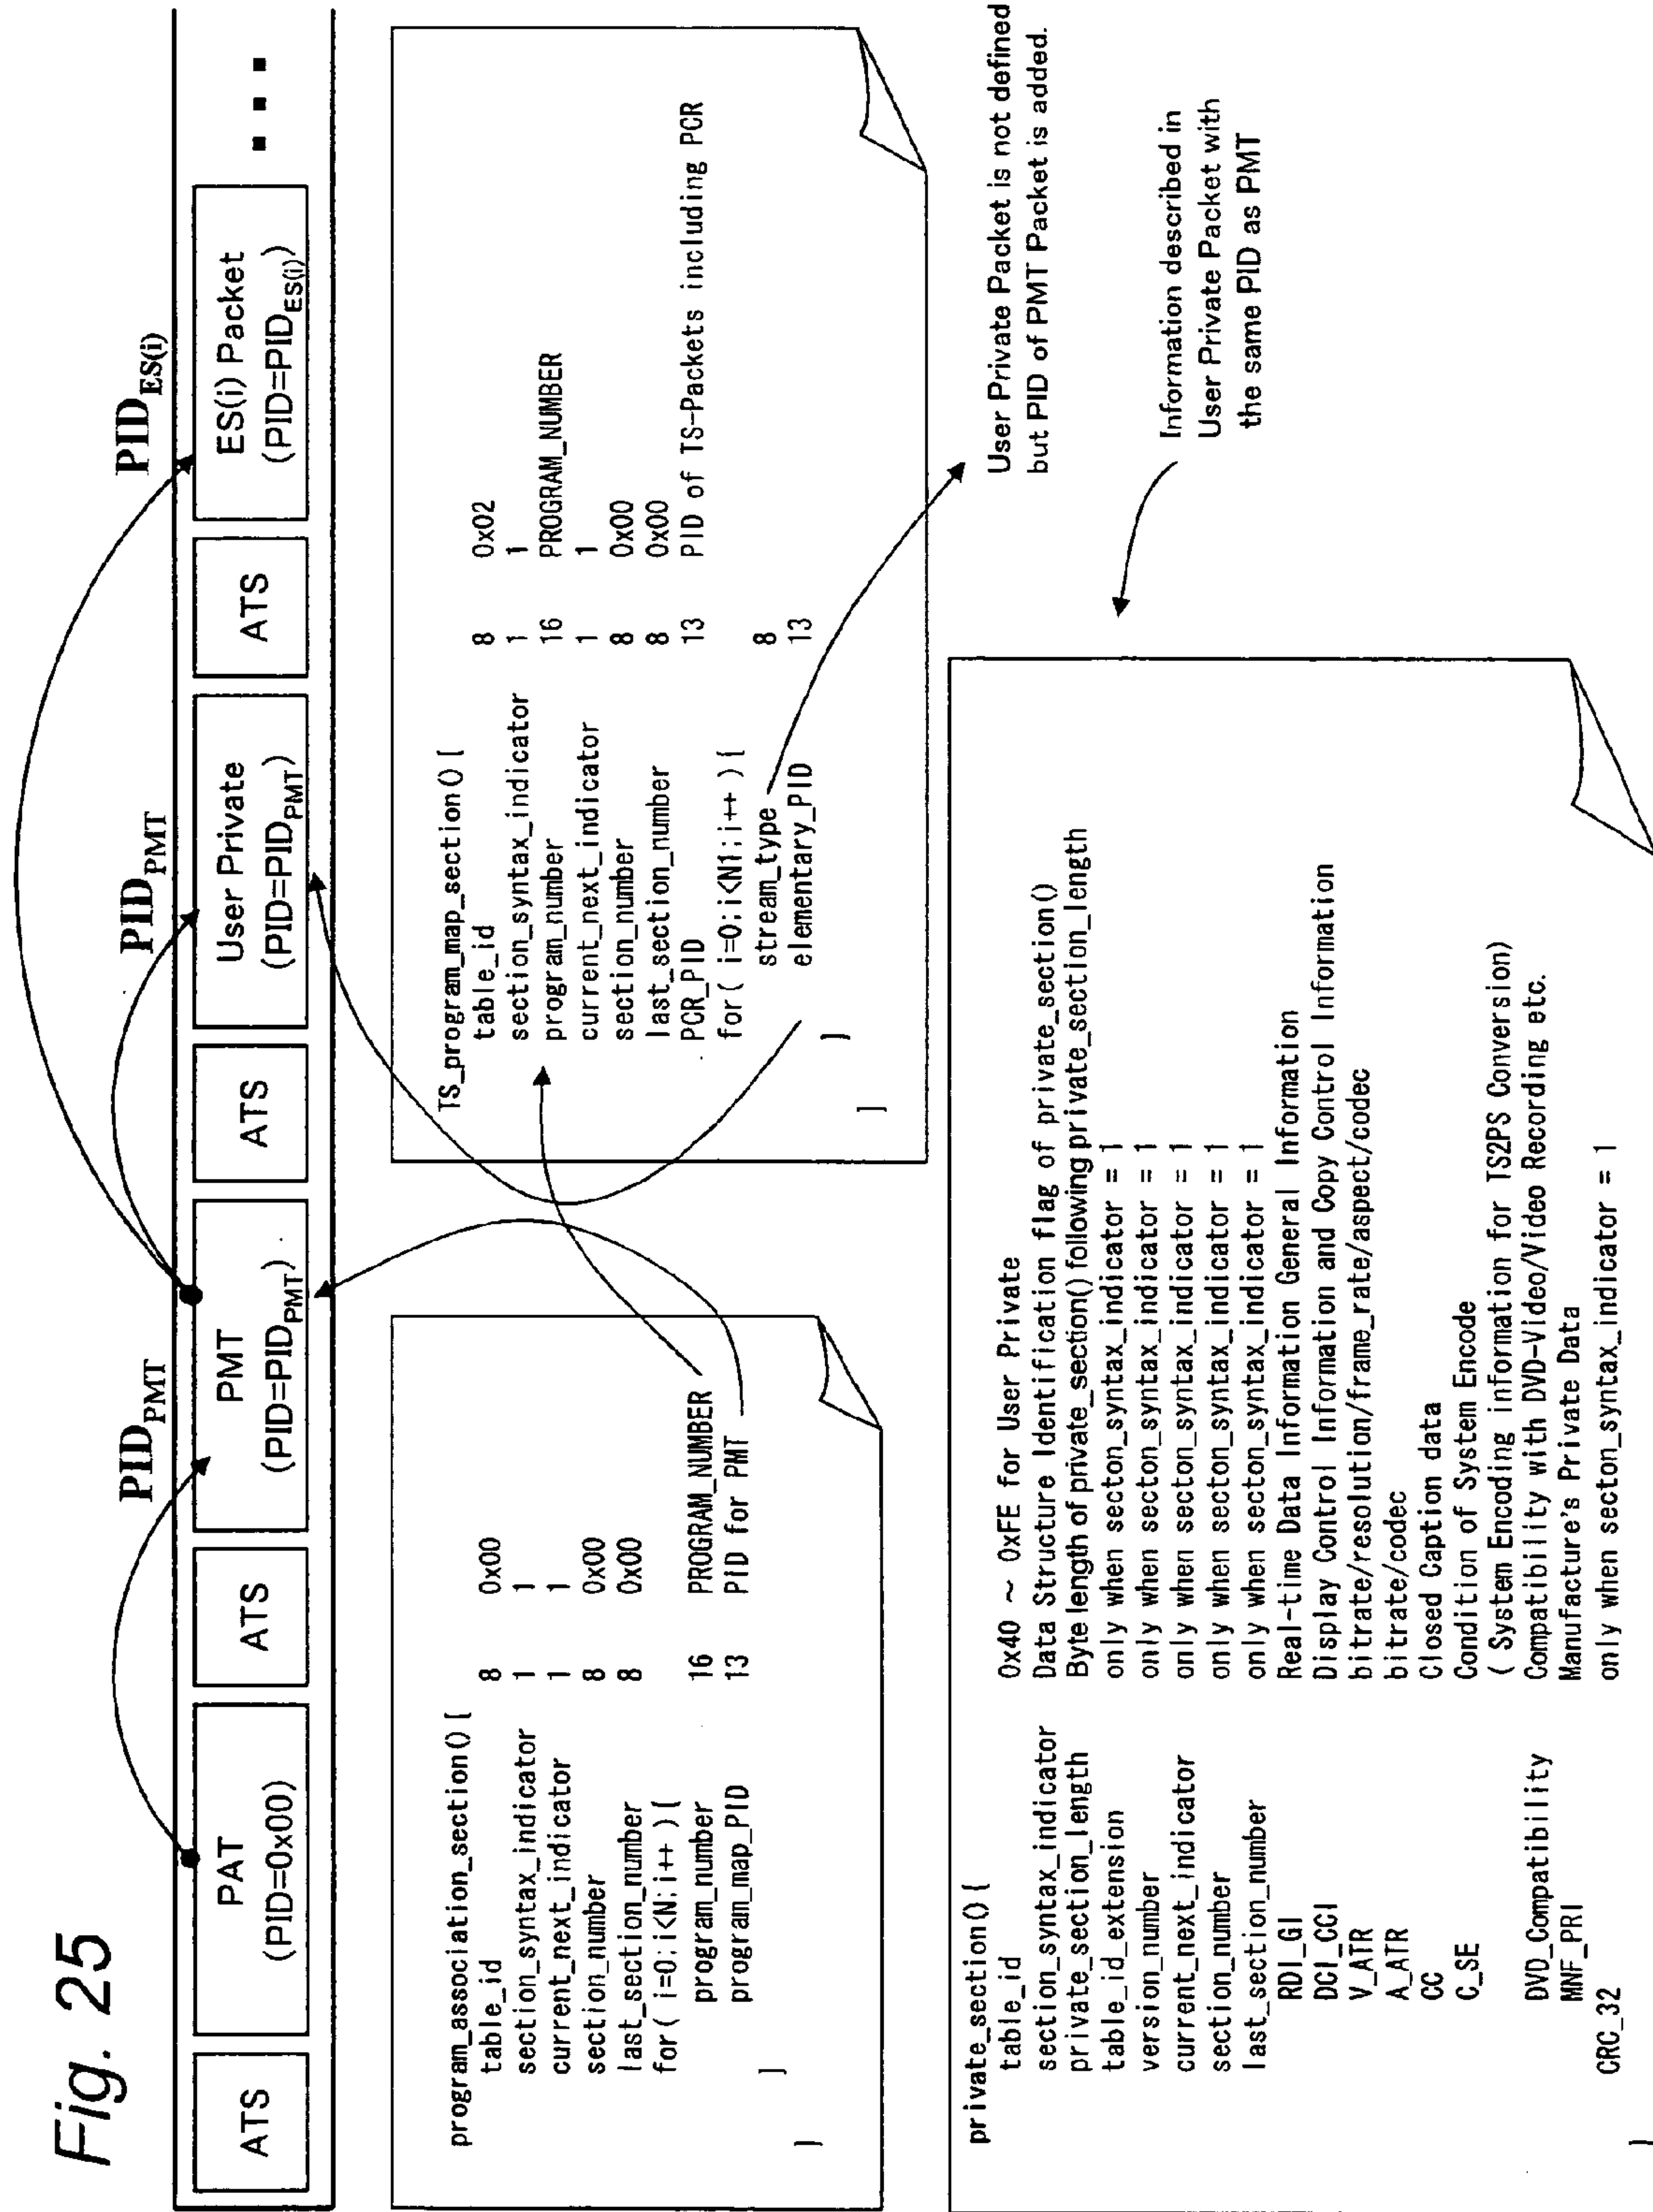 Fig. 25
PID_PMT PID_PMT PID_ES(i)
ATS PAT ATS PMT ATS User Private ATS ES(i) Packet ...
(PID=0x00) (PID=PID_PMT) (PID=PID_PMT) (PID=PID_ES(i))
program_association_section() [
table_id 8 0x00
section_syntax_indicator 1 1
current_next_indicator 1 1
section_number 8 0x00
last_section_number 8 0x00
for( i=0;i<N;i++ ){
program_number 16 PROGRAM_NUMBER
program_map_PID 13 PID for PMT
]
]
TS_program_map_section() [
table_id 8 0x02
section_syntax_indicator 1 1
program_number 16 PROGRAM_NUMBER
current_next_indicator 1 1
section_number 8 0x00
last_section_number 8 0x00
PCR_PID 13 PID of TS-Packets including PCR
for( i=0;i<N1;i++ ){
stream_type 8
elementary_PID 13
]
]
User Private Packet is not defined
but PID of PMT Packet is added.
Information described in
User Private Packet with
the same PID as PMT
private_section() {
table_id 0x40 ~ 0xFE for User Private
section_syntax_indicator Data Structure Identification flag of private_section()
private_section_length Byte length of private_section() following private_section_length
table_id_extension only when secton_syntax_indicator = 1
version_number only when secton_syntax_indicator = 1
current_next_indicator only when secton_syntax_indicator = 1
section_number only when secton_syntax_indicator = 1
last_section_number only when secton_syntax_indicator = 1
RDI_GI Real-time Data Information General Information
DCI_CCI Display Control Information and Copy Control Information
V_ATR bitrate/resolution/frame_rate/aspect/codec
A_ATR bitrate/codec
CC Closed Caption data
C_SE Condition of System Encode
( System Encoding information for TS2PS Conversion)
DVD_Compatibility Compatibility with DVD-Video/Video Recording etc.
MNF_PRI Manufacture's Private Data
CRC_32 only when secton_syntax_indicator = 1
]